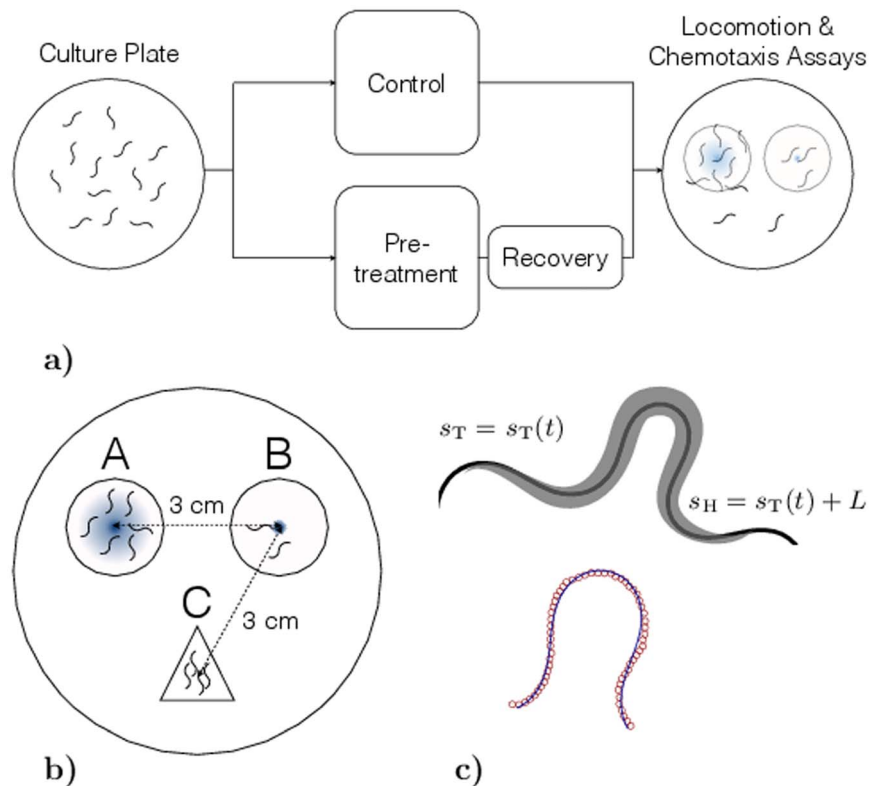 Culture Plate
Control
Locomotion &
Chemotaxis Assays
Pre-
treatment
Recovery
a)
A
B
3 cm
C
3 cm
b)
s_T = s_T(t)
s_H = s_T(t) + L
c)